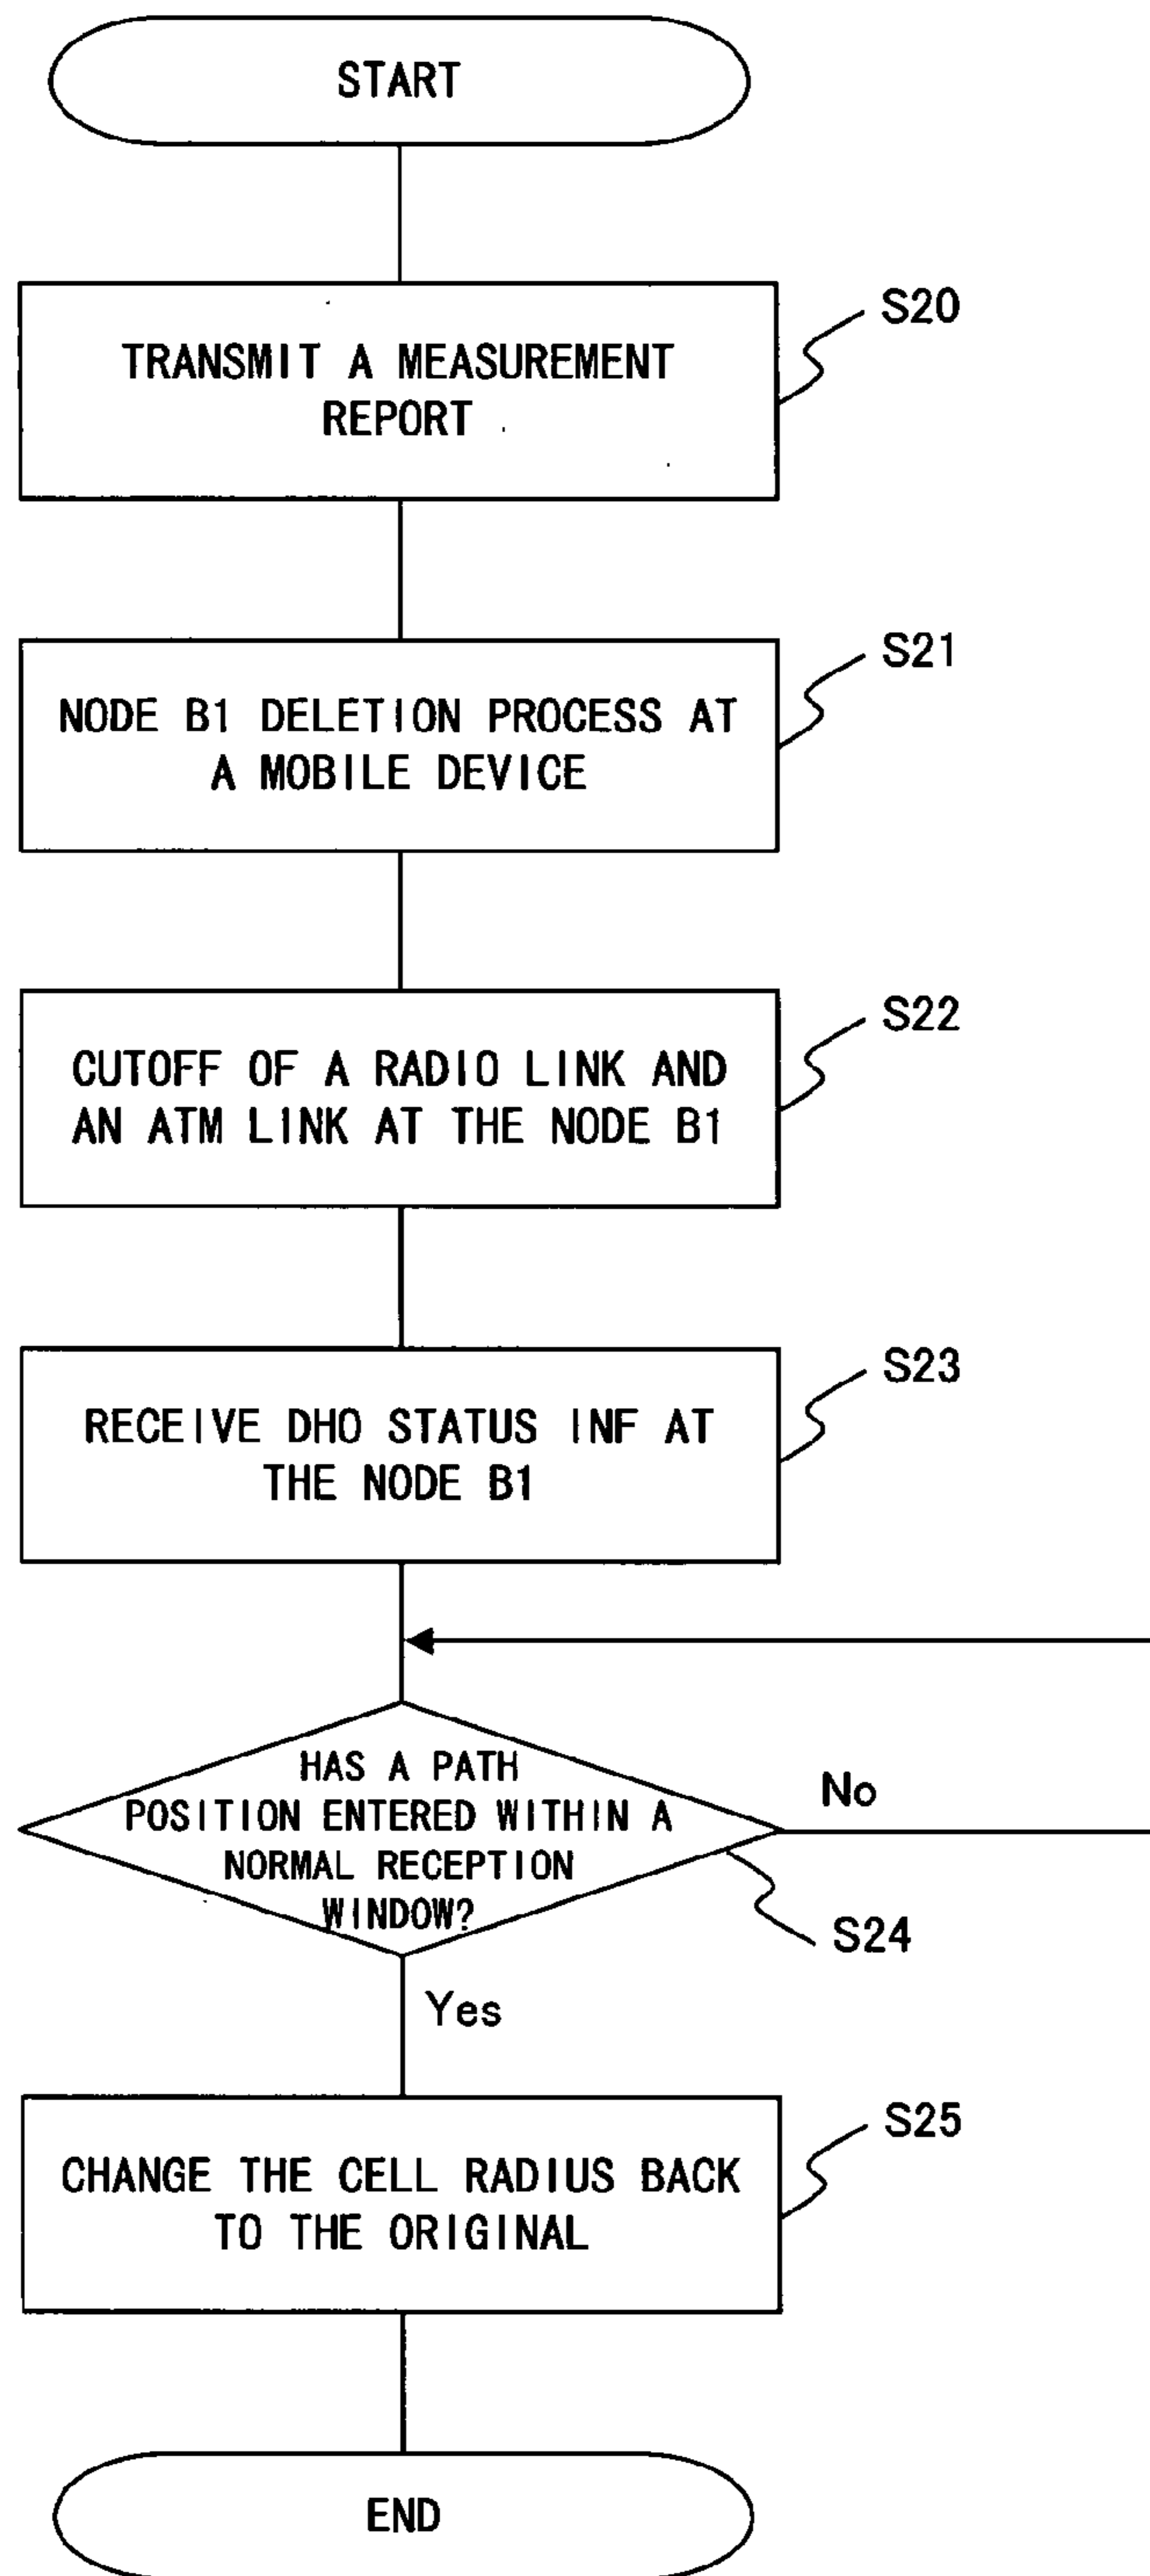 START
S20
TRANSMIT A MEASUREMENT
REPORT
S21
NODE B1 DELETION PROCESS AT
A MOBILE DEVICE
S22
CUTOFF OF A RADIO LINK AND
AN ATM LINK AT THE NODE B1
S23
RECEIVE DHO STATUS INF AT
THE NODE B1
HAS A PATH
POSITION ENTERED WITHIN A
NORMAL RECEPTION
WINDOW?
No
S24
Yes
S25
CHANGE THE CELL RADIUS BACK
TO THE ORIGINAL
END